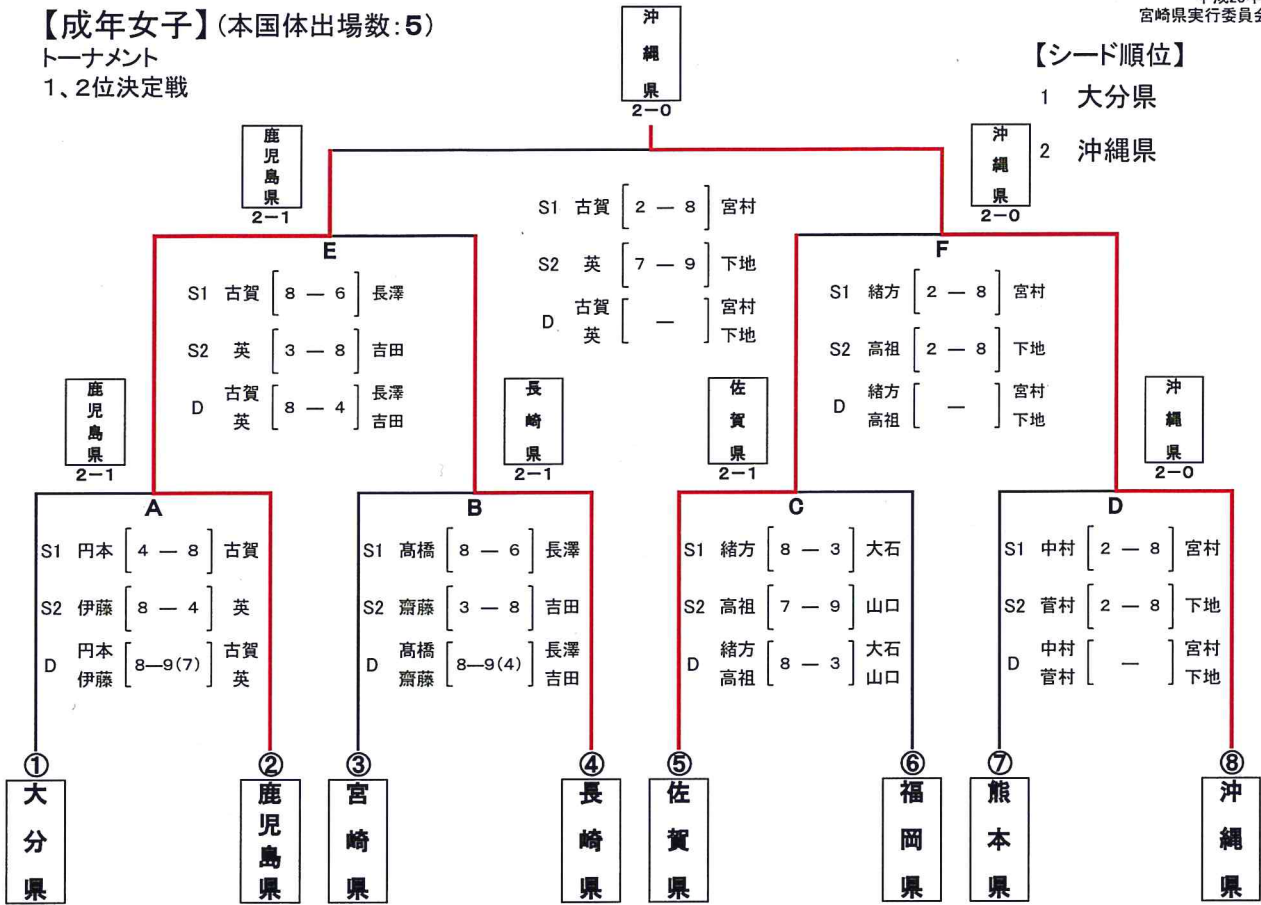 【成年女子】(本国体出場数:5)
トーナメント
1、2位決定戦
宮崎県実行委員会
【シード順位】
1 大分県
2 沖縄県
沖縄県
2-0
鹿児島県
2-1
沖縄県
2-0
S1 古賀 [2 — 8] 宮村
S2 英 [7 — 9] 下地
D 古賀 英 [ — ] 宮村 下地
E
S1 古賀 [8 — 6] 長澤
S2 英 [3 — 8] 吉田
D 古賀 英 [8 — 4] 長澤 吉田
F
S1 緒方 [2 — 8] 宮村
S2 高祖 [2 — 8] 下地
D 緒方 高祖 [ — ] 宮村 下地
鹿児島県
2-1
長崎県
2-1
佐賀県
2-1
沖縄県
2-0
A
S1 円本 [4 — 8] 古賀
S2 伊藤 [8 — 4] 英
D 円本 伊藤 [8—9(7)] 古賀 英
B
S1 髙橋 [8 — 6] 長澤
S2 齋藤 [3 — 8] 吉田
D 髙橋 齋藤 [8—9(4)] 長澤 吉田
C
S1 緒方 [8 — 3] 大石
S2 高祖 [7 — 9] 山口
D 緒方 高祖 [8 — 3] 大石 山口
D
S1 中村 [2 — 8] 宮村
S2 菅村 [2 — 8] 下地
D 中村 菅村 [ — ] 宮村 下地
① 大分県
② 鹿児島県
③ 宮崎県
④ 長崎県
⑤ 佐賀県
⑥ 福岡県
⑦ 熊本県
⑧ 沖縄県